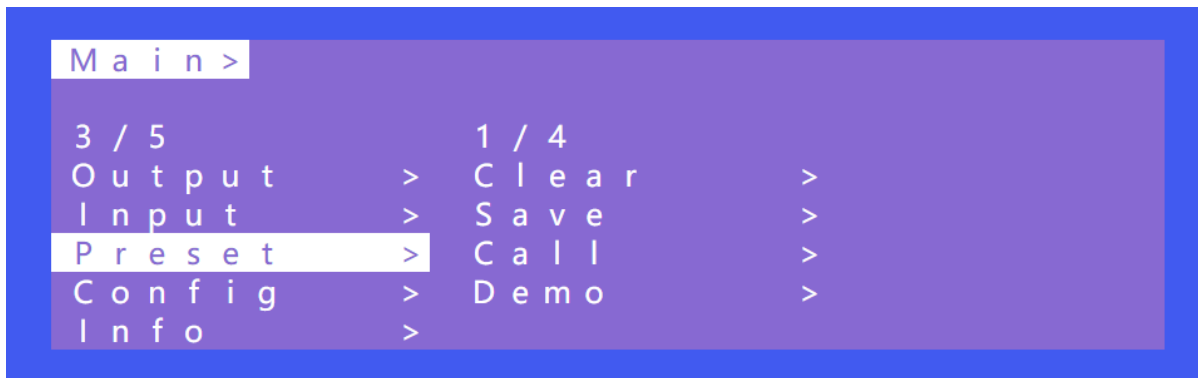 Main>
3/5 1/4
Output > Clear >
Input > Save >
Preset > Call >
Config > Demo >
Info >